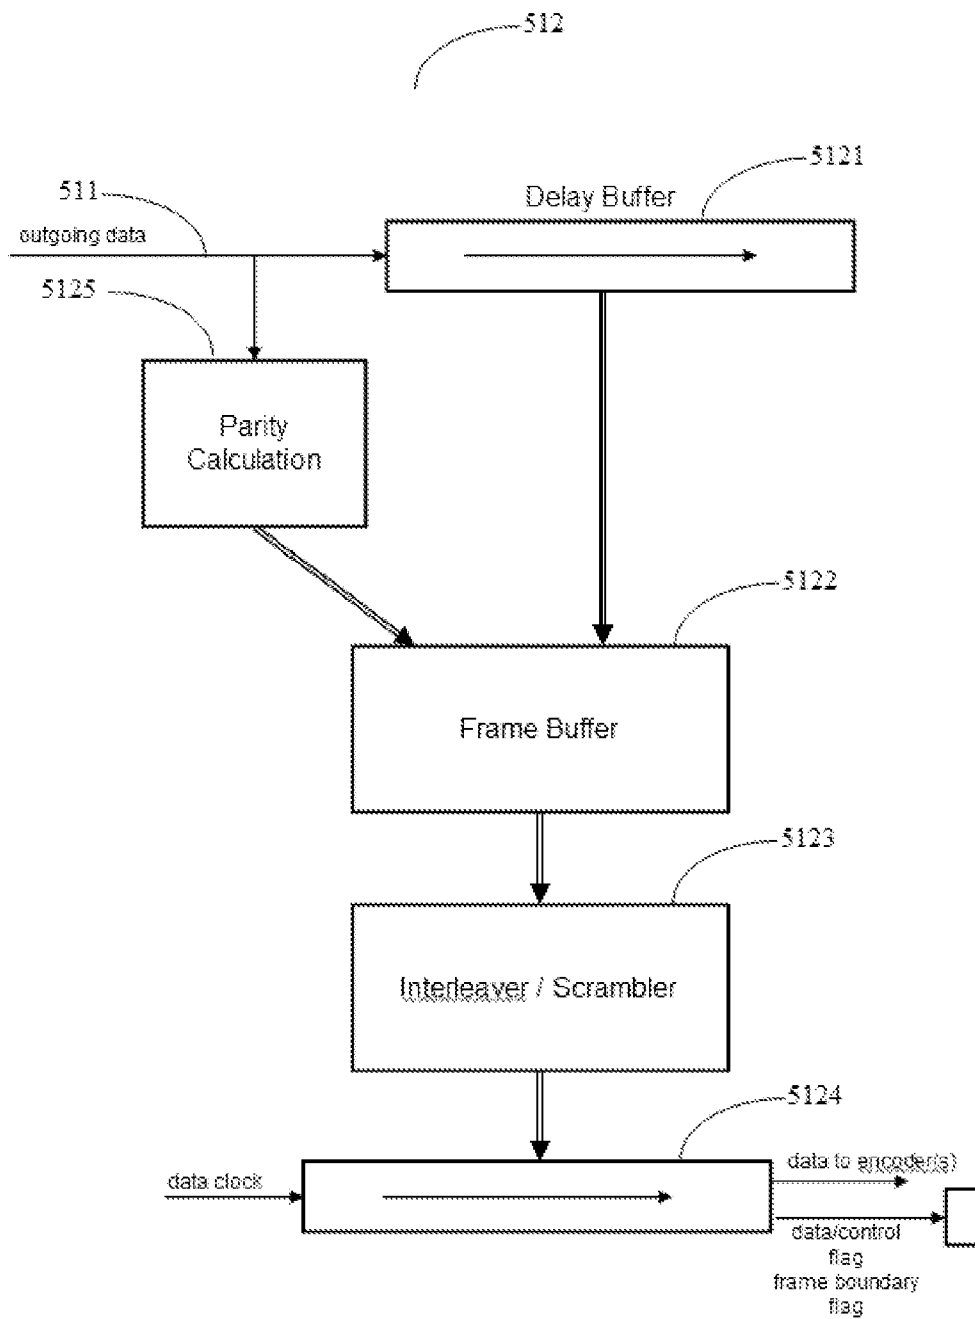 512
5121
Delay Buffer
511
outgoing data
5125
Parity
Calculation
5122
Frame Buffer
5123
Interleaver / Scrambler
5124
data clock
data to encoder(s)
data/control
flag
frame boundary
flag